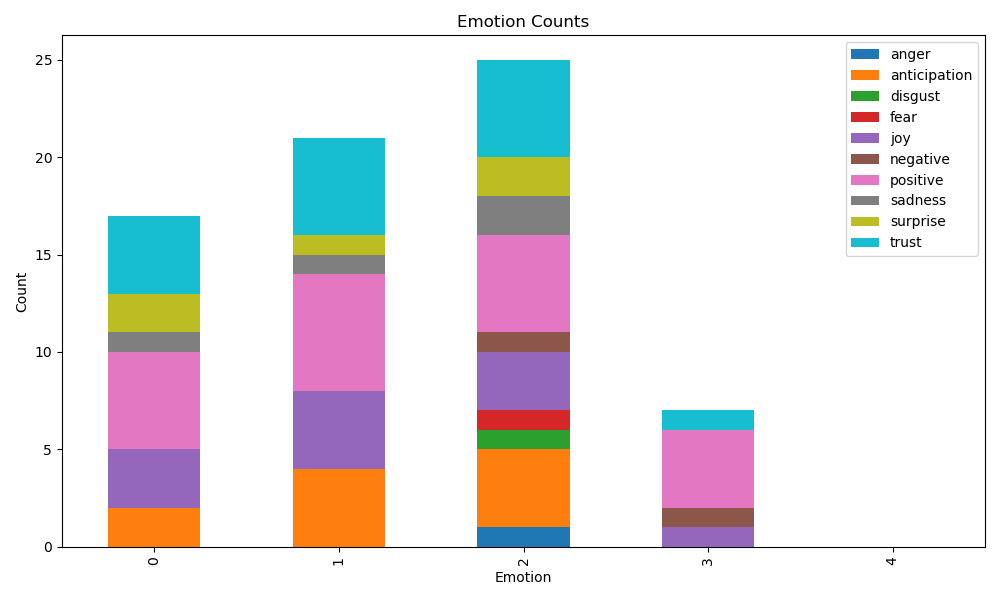 Emotion Counts
25
20
15
10
5
0
Count
0
1
2
3
4
Emotion
anger
anticipation
disgust
fear
joy
negative
positive
sadness
surprise
trust